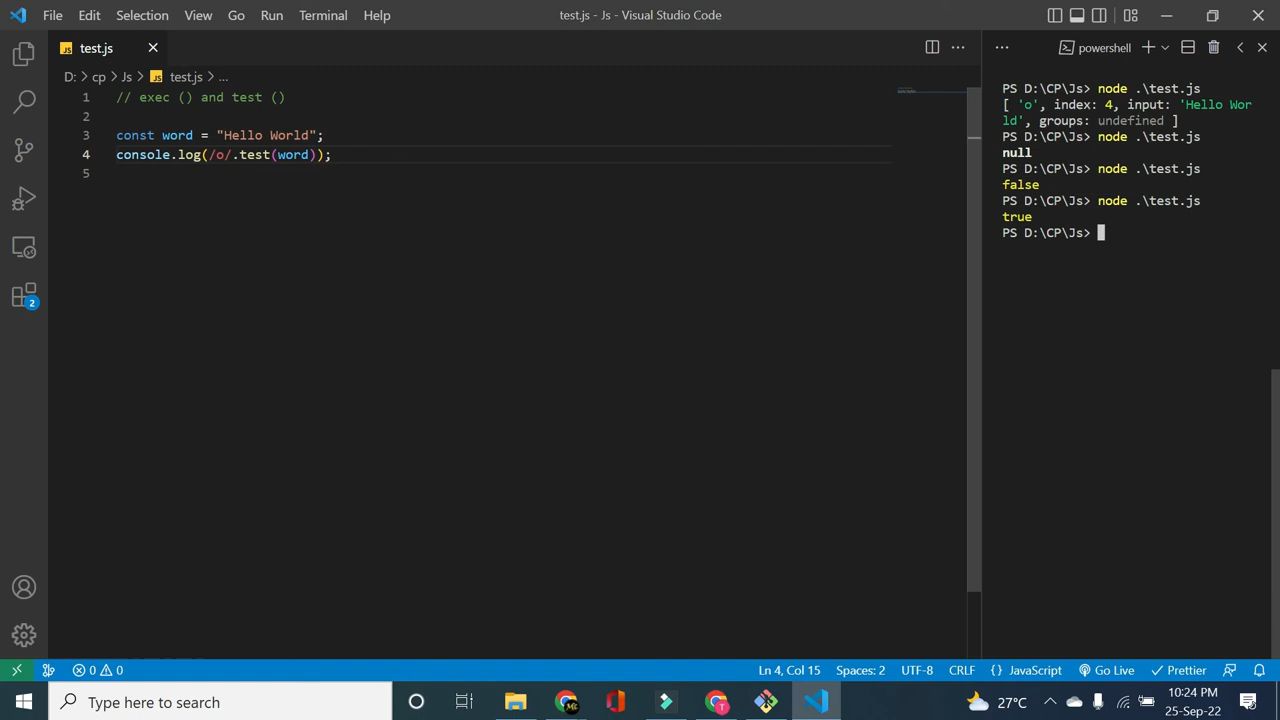 File Edit Selection View Go Run Terminal Help
test.js - Js - Visual Studio Code
JS test.js
powershell
D: > cp > Js > JS test.js > ...
1 // exec () and test ()
2
3 const word = "Hello World";
4 console.log(/o/.test(word));
5
PS D:\CP\Js> node .\test.js
[ 'o', index: 4, input: 'Hello Wor
ld', groups: undefined ]
PS D:\CP\Js> node .\test.js
null
PS D:\CP\Js> node .\test.js
false
PS D:\CP\Js> node .\test.js
true
PS D:\CP\Js>
2
0 0
Ln 4, Col 15 Spaces: 2 UTF-8 CRLF {} JavaScript Go Live Prettier
Type here to search
27°C
10:24 PM
25-Sep-22